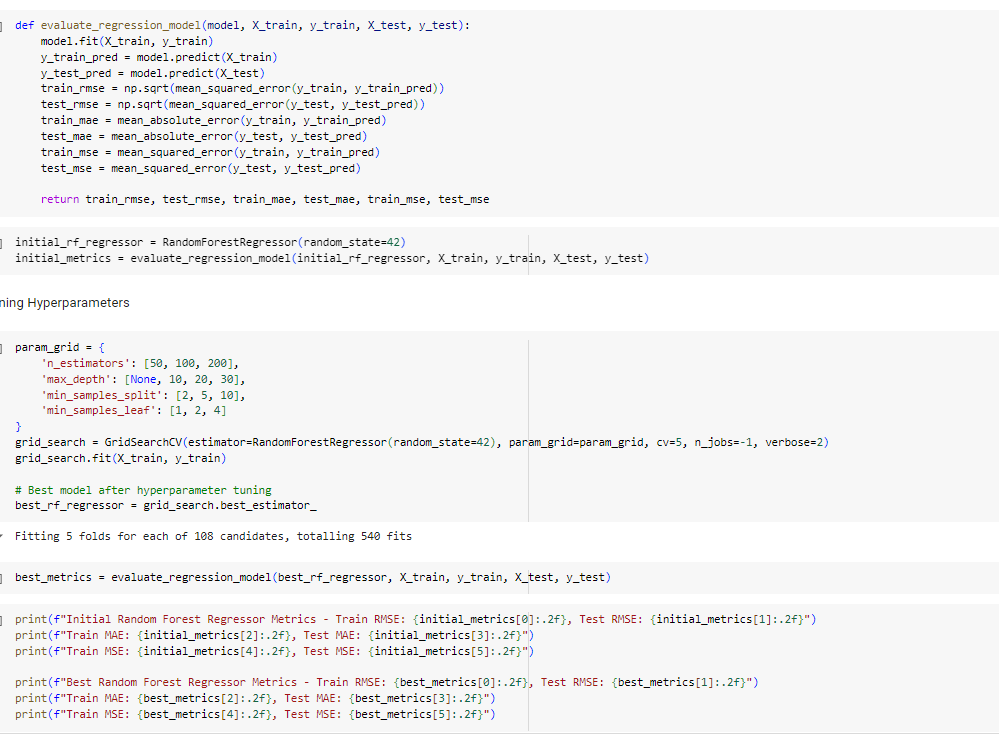 def evaluate_regression_model(model, X_train, y_train, X_test, y_test):
    model.fit(X_train, y_train)
    y_train_pred = model.predict(X_train)
    y_test_pred = model.predict(X_test)
    train_rmse = np.sqrt(mean_squared_error(y_train, y_train_pred))
    test_rmse = np.sqrt(mean_squared_error(y_test, y_test_pred))
    train_mae = mean_absolute_error(y_train, y_train_pred)
    test_mae = mean_absolute_error(y_test, y_test_pred)
    train_mse = mean_squared_error(y_train, y_train_pred)
    test_mse = mean_squared_error(y_test, y_test_pred)

    return train_rmse, test_rmse, train_mae, test_mae, train_mse, test_mse

initial_rf_regressor = RandomForestRegressor(random_state=42)
initial_metrics = evaluate_regression_model(initial_rf_regressor, X_train, y_train, X_test, y_test)

ning Hyperparameters

param_grid = {
    'n_estimators': [50, 100, 200],
    'max_depth': [None, 10, 20, 30],
    'min_samples_split': [2, 5, 10],
    'min_samples_leaf': [1, 2, 4]
}
grid_search = GridSearchCV(estimator=RandomForestRegressor(random_state=42), param_grid=param_grid, cv=5, n_jobs=-1, verbose=2)
grid_search.fit(X_train, y_train)

# Best model after hyperparameter tuning
best_rf_regressor = grid_search.best_estimator_

Fitting 5 folds for each of 108 candidates, totalling 540 fits

best_metrics = evaluate_regression_model(best_rf_regressor, X_train, y_train, X_test, y_test)

print(f"Initial Random Forest Regressor Metrics - Train RMSE: {initial_metrics[0]:.2f}, Test RMSE: {initial_metrics[1]:.2f}")
print(f"Train MAE: {initial_metrics[2]:.2f}, Test MAE: {initial_metrics[3]:.2f}")
print(f"Train MSE: {initial_metrics[4]:.2f}, Test MSE: {initial_metrics[5]:.2f}")

print(f"Best Random Forest Regressor Metrics - Train RMSE: {best_metrics[0]:.2f}, Test RMSE: {best_metrics[1]:.2f}")
print(f"Train MAE: {best_metrics[2]:.2f}, Test MAE: {best_metrics[3]:.2f}")
print(f"Train MSE: {best_metrics[4]:.2f}, Test MSE: {best_metrics[5]:.2f}")